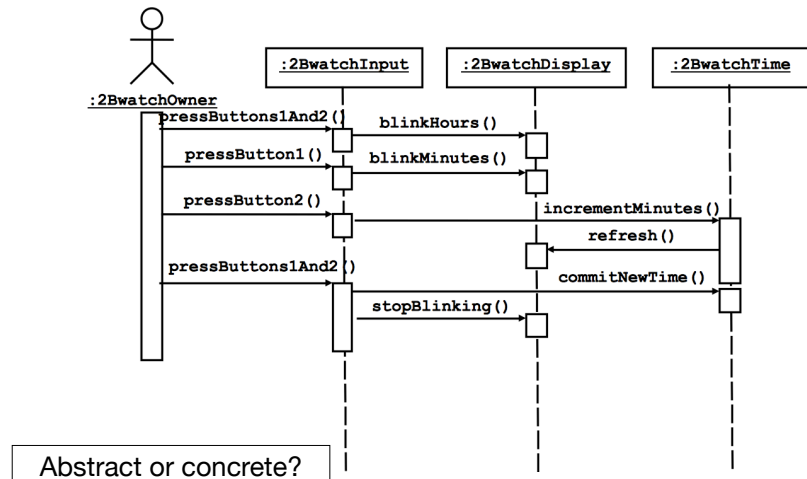 :2BwatchInput
:2BwatchDisplay
:2BwatchTime
:2BwatchOwner
pressButtons1And2()
blinkHours()
pressButton1()
blinkMinutes()
pressButton2()
incrementMinutes()
refresh()
pressButtons1And2()
commitNewTime()
stopBlinking()
Abstract or concrete?